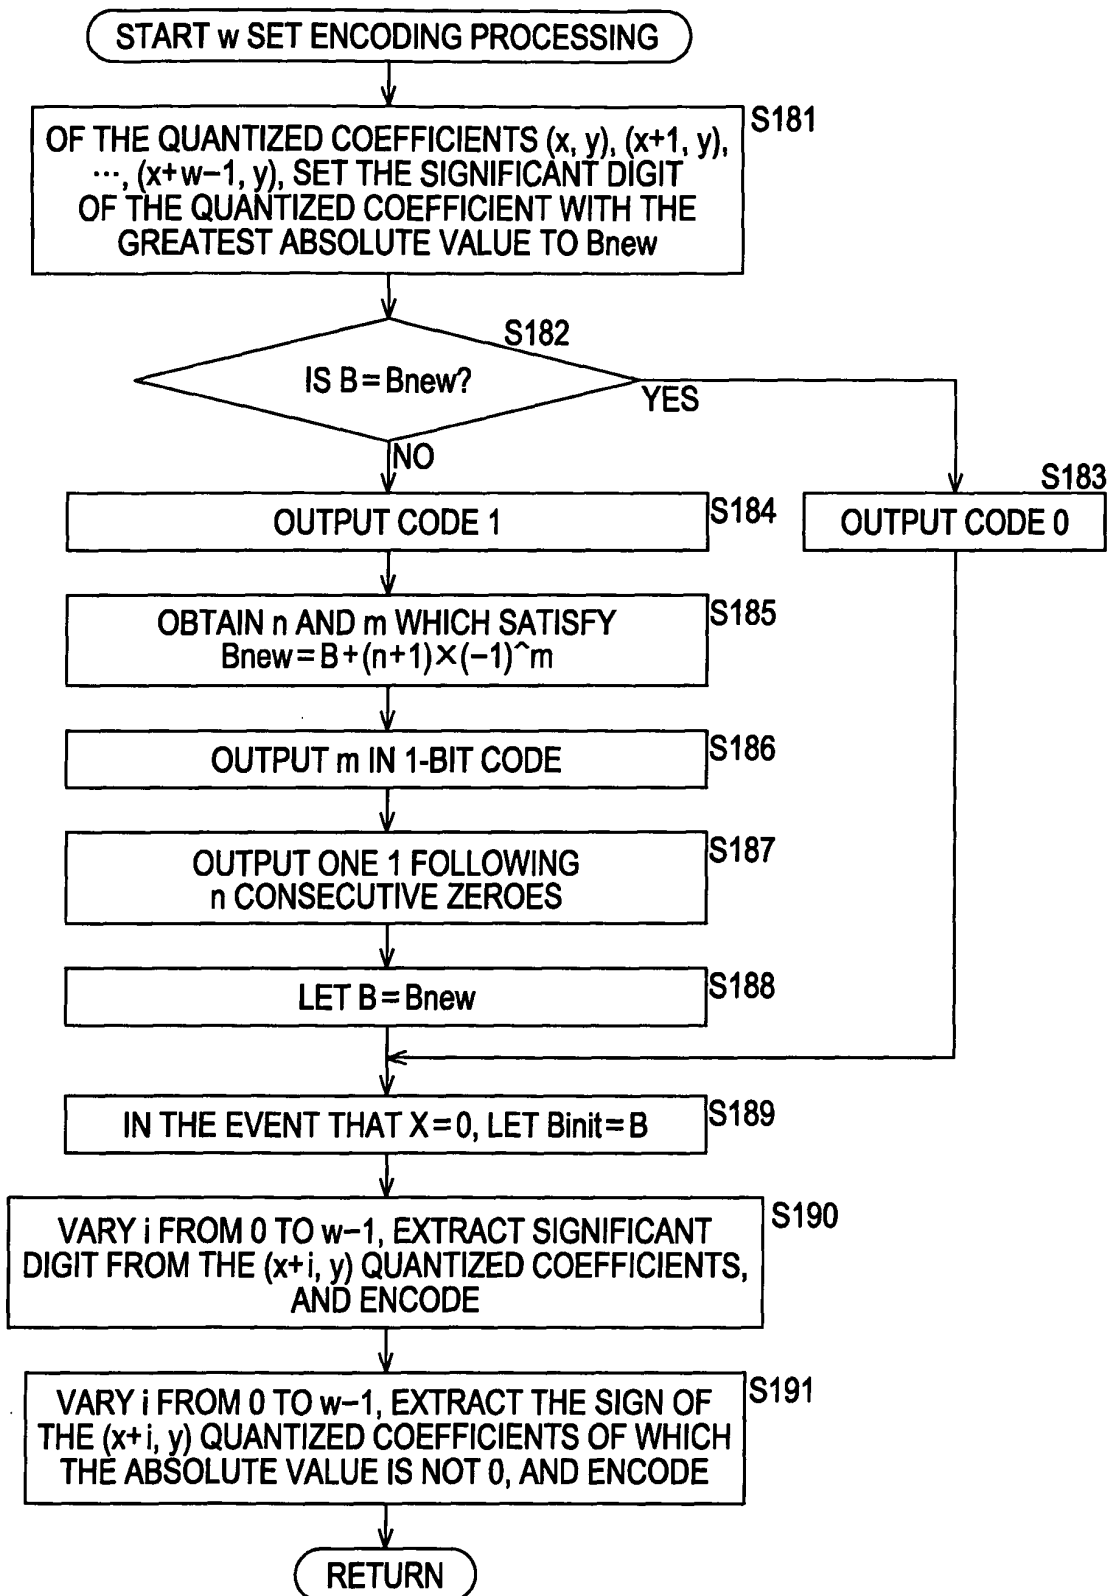 START w SET ENCODING PROCESSING
S181
OF THE QUANTIZED COEFFICIENTS (x, y), (x+1, y),
⋯, (x+w−1, y), SET THE SIGNIFICANT DIGIT
OF THE QUANTIZED COEFFICIENT WITH THE
GREATEST ABSOLUTE VALUE TO Bnew
S182
IS B=Bnew?
YES
NO
S183
OUTPUT CODE 0
OUTPUT CODE 1
S184
OBTAIN n AND m WHICH SATISFY
Bnew=B+(n+1)×(−1)^m
S185
OUTPUT m IN 1-BIT CODE
S186
OUTPUT ONE 1 FOLLOWING
n CONSECUTIVE ZEROES
S187
LET B=Bnew
S188
IN THE EVENT THAT X=0, LET Binit=B
S189
VARY i FROM 0 TO w−1, EXTRACT SIGNIFICANT
DIGIT FROM THE (x+i, y) QUANTIZED COEFFICIENTS,
AND ENCODE
S190
VARY i FROM 0 TO w−1, EXTRACT THE SIGN OF
THE (x+i, y) QUANTIZED COEFFICIENTS OF WHICH
THE ABSOLUTE VALUE IS NOT 0, AND ENCODE
S191
RETURN